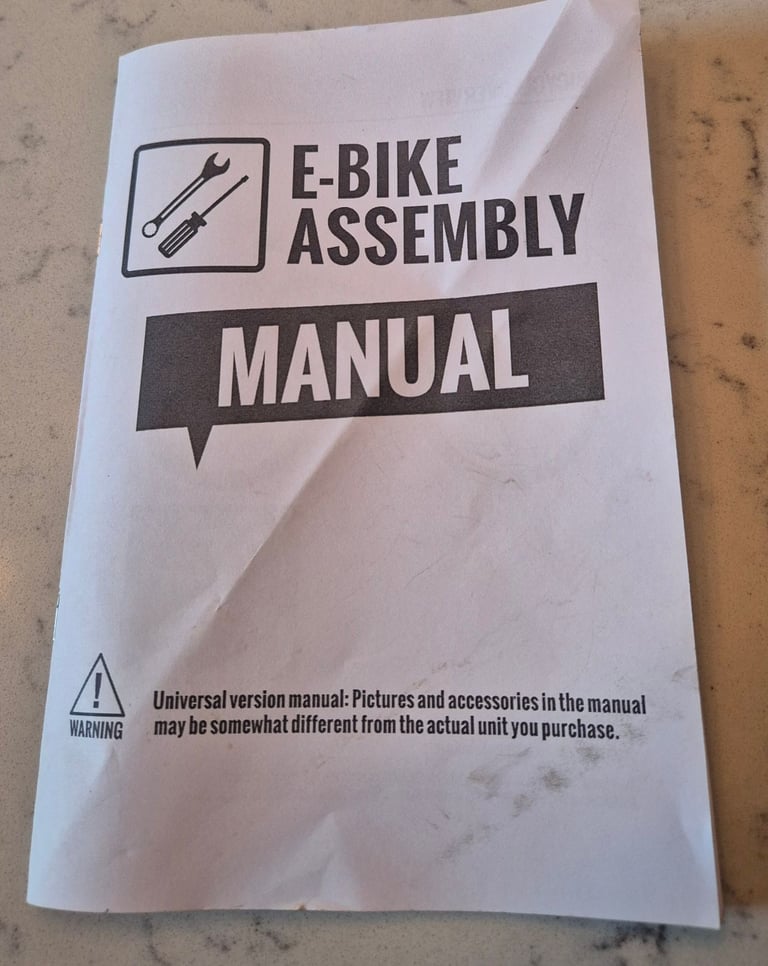 E-BIKE
ASSEMBLY
MANUAL
WARNING
Universal version manual: Pictures and accessories in the manual
may be somewhat different from the actual unit you purchase.